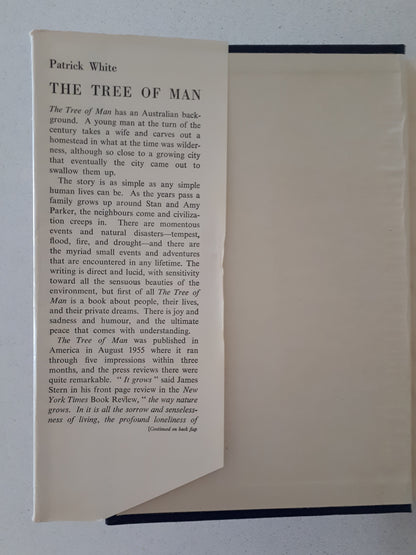 Patrick White
THE TREE OF MAN
The Tree of Man has an Australian back-
ground. A young man at the turn of the
century takes a wife and carves out a
homestead in what at the time was wilder-
ness, although so close to a growing city
that eventually the city came out to
swallow them up.
The story is as simple as any simple
human lives can be. As the years pass a
family grows up around Stan and Amy
Parker, the neighbours come and civiliza-
tion creeps in. There are momentous
events and natural disasters—tempest,
flood, fire, and drought—and there are
the myriad small events and adventures
that are encountered in any lifetime. The
writing is direct and lucid, with sensitivity
toward all the sensuous beauties of the
environment, but first of all The Tree of
Man is a book about people, their lives,
and their private dreams. There is joy and
sadness and humour, and the ultimate
peace that comes with understanding.
The Tree of Man was published in
America in August 1955 where it ran
through five impressions within three
months, and the press reviews there were
quite remarkable. “ It grows ” said James
Stern in his front page review in the New
York Times Book Review, “ the way nature
grows. In it is all the sorrow and senseless-
ness of living, the profound loneliness of
[Continued on back flap